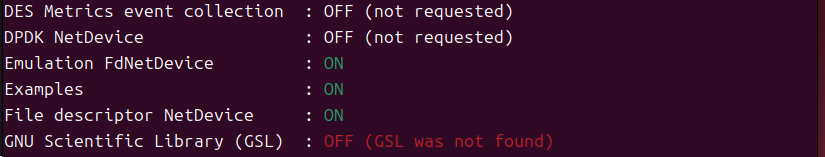 DES Metrics event collection  : OFF (not requested)
DPDK NetDevice                : OFF (not requested)
Emulation FdNetDevice         : ON
Examples                      : ON
File descriptor NetDevice     : ON
GNU Scientific Library (GSL)  : OFF (GSL was not found)